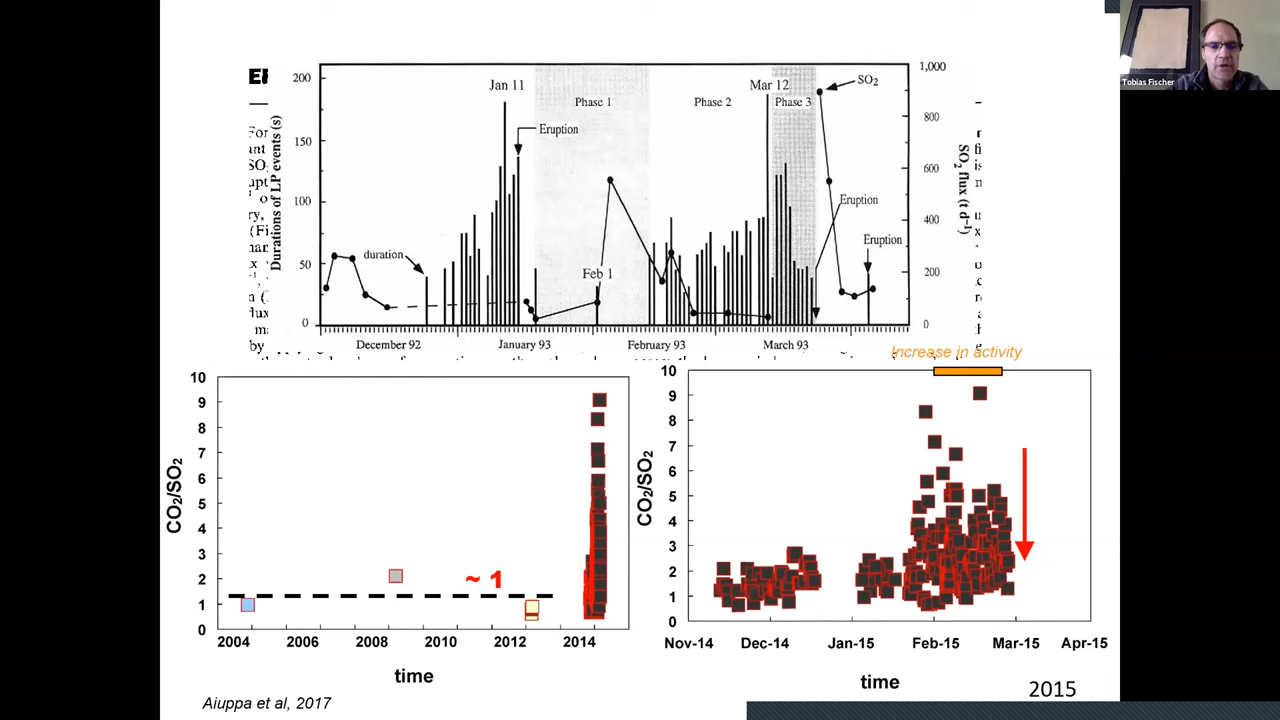 Tobias Fischer
200
150
100
50
0
Durations of LP events (s)
Jan 11
Phase 1
Eruption
duration
Feb 1
Phase 2
Mar 12
Phase 3
SO₂
Eruption
Eruption
1,000
800
600
400
200
0
SO₂ flux (t d⁻¹)
December 92
January 93
February 93
March 93
Increase in activity
10
9
8
7
6
5
4
3
2
1
0
CO₂/SO₂
~ 1
2004 2006 2008 2010 2012 2014
time
10
9
8
7
6
5
4
3
2
1
0
CO₂/SO₂
Nov-14 Dec-14 Jan-15 Feb-15 Mar-15 Apr-15
time
Aiuppa et al, 2017
2015